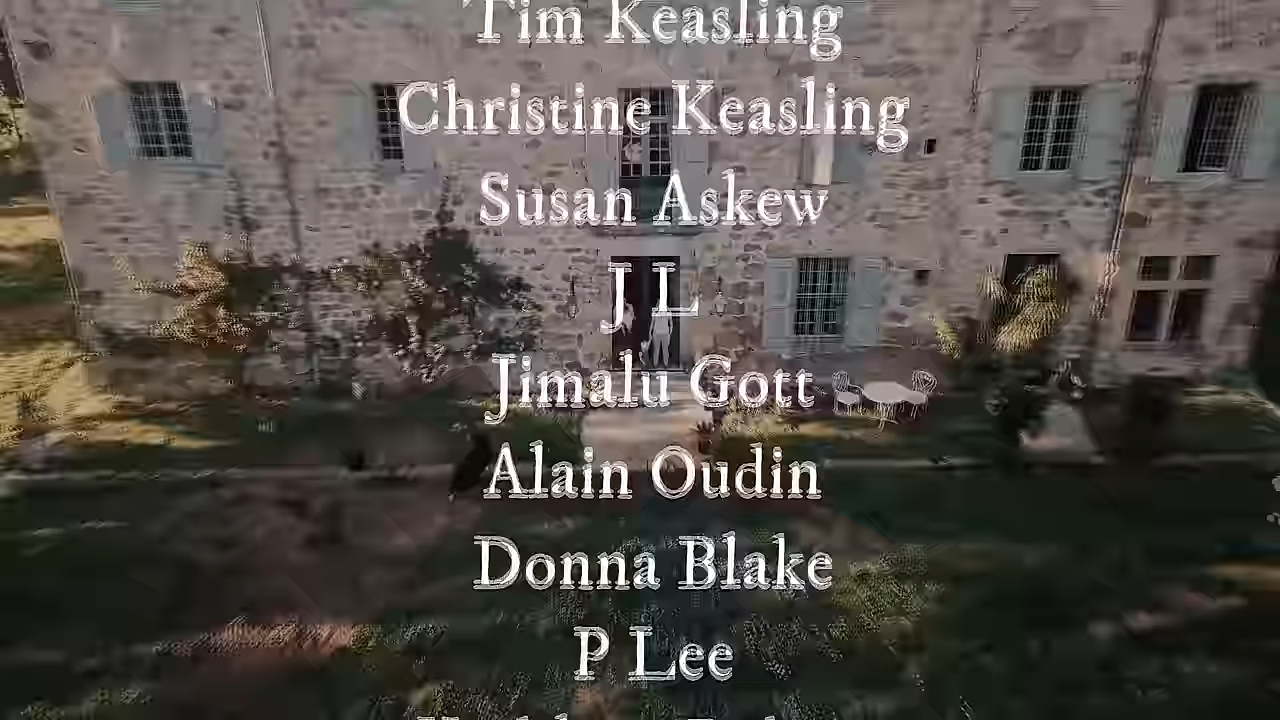 Tim Keasling
Christine Keasling
Susan Askew
J L
Jimalu Gott
Alain Oudin
Donna Blake
P Lee